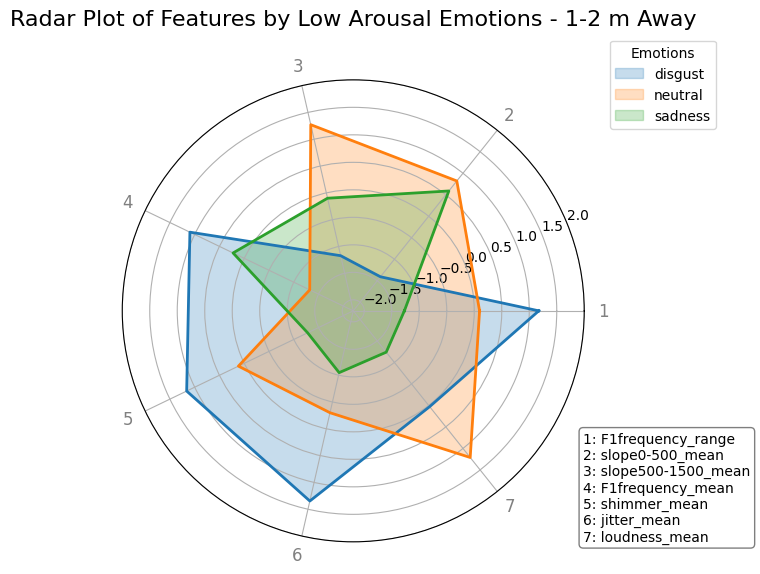 Radar Plot of Features by Low Arousal Emotions - 1-2 m Away
Emotions
disgust
neutral
sadness
3
2
4
2.0
1.5
1.0
0.5
0.0
−0.5
−1.0
−1.5
−2.0
1
5
6
7
1: F1frequency_range
2: slope0-500_mean
3: slope500-1500_mean
4: F1frequency_mean
5: shimmer_mean
6: jitter_mean
7: loudness_mean